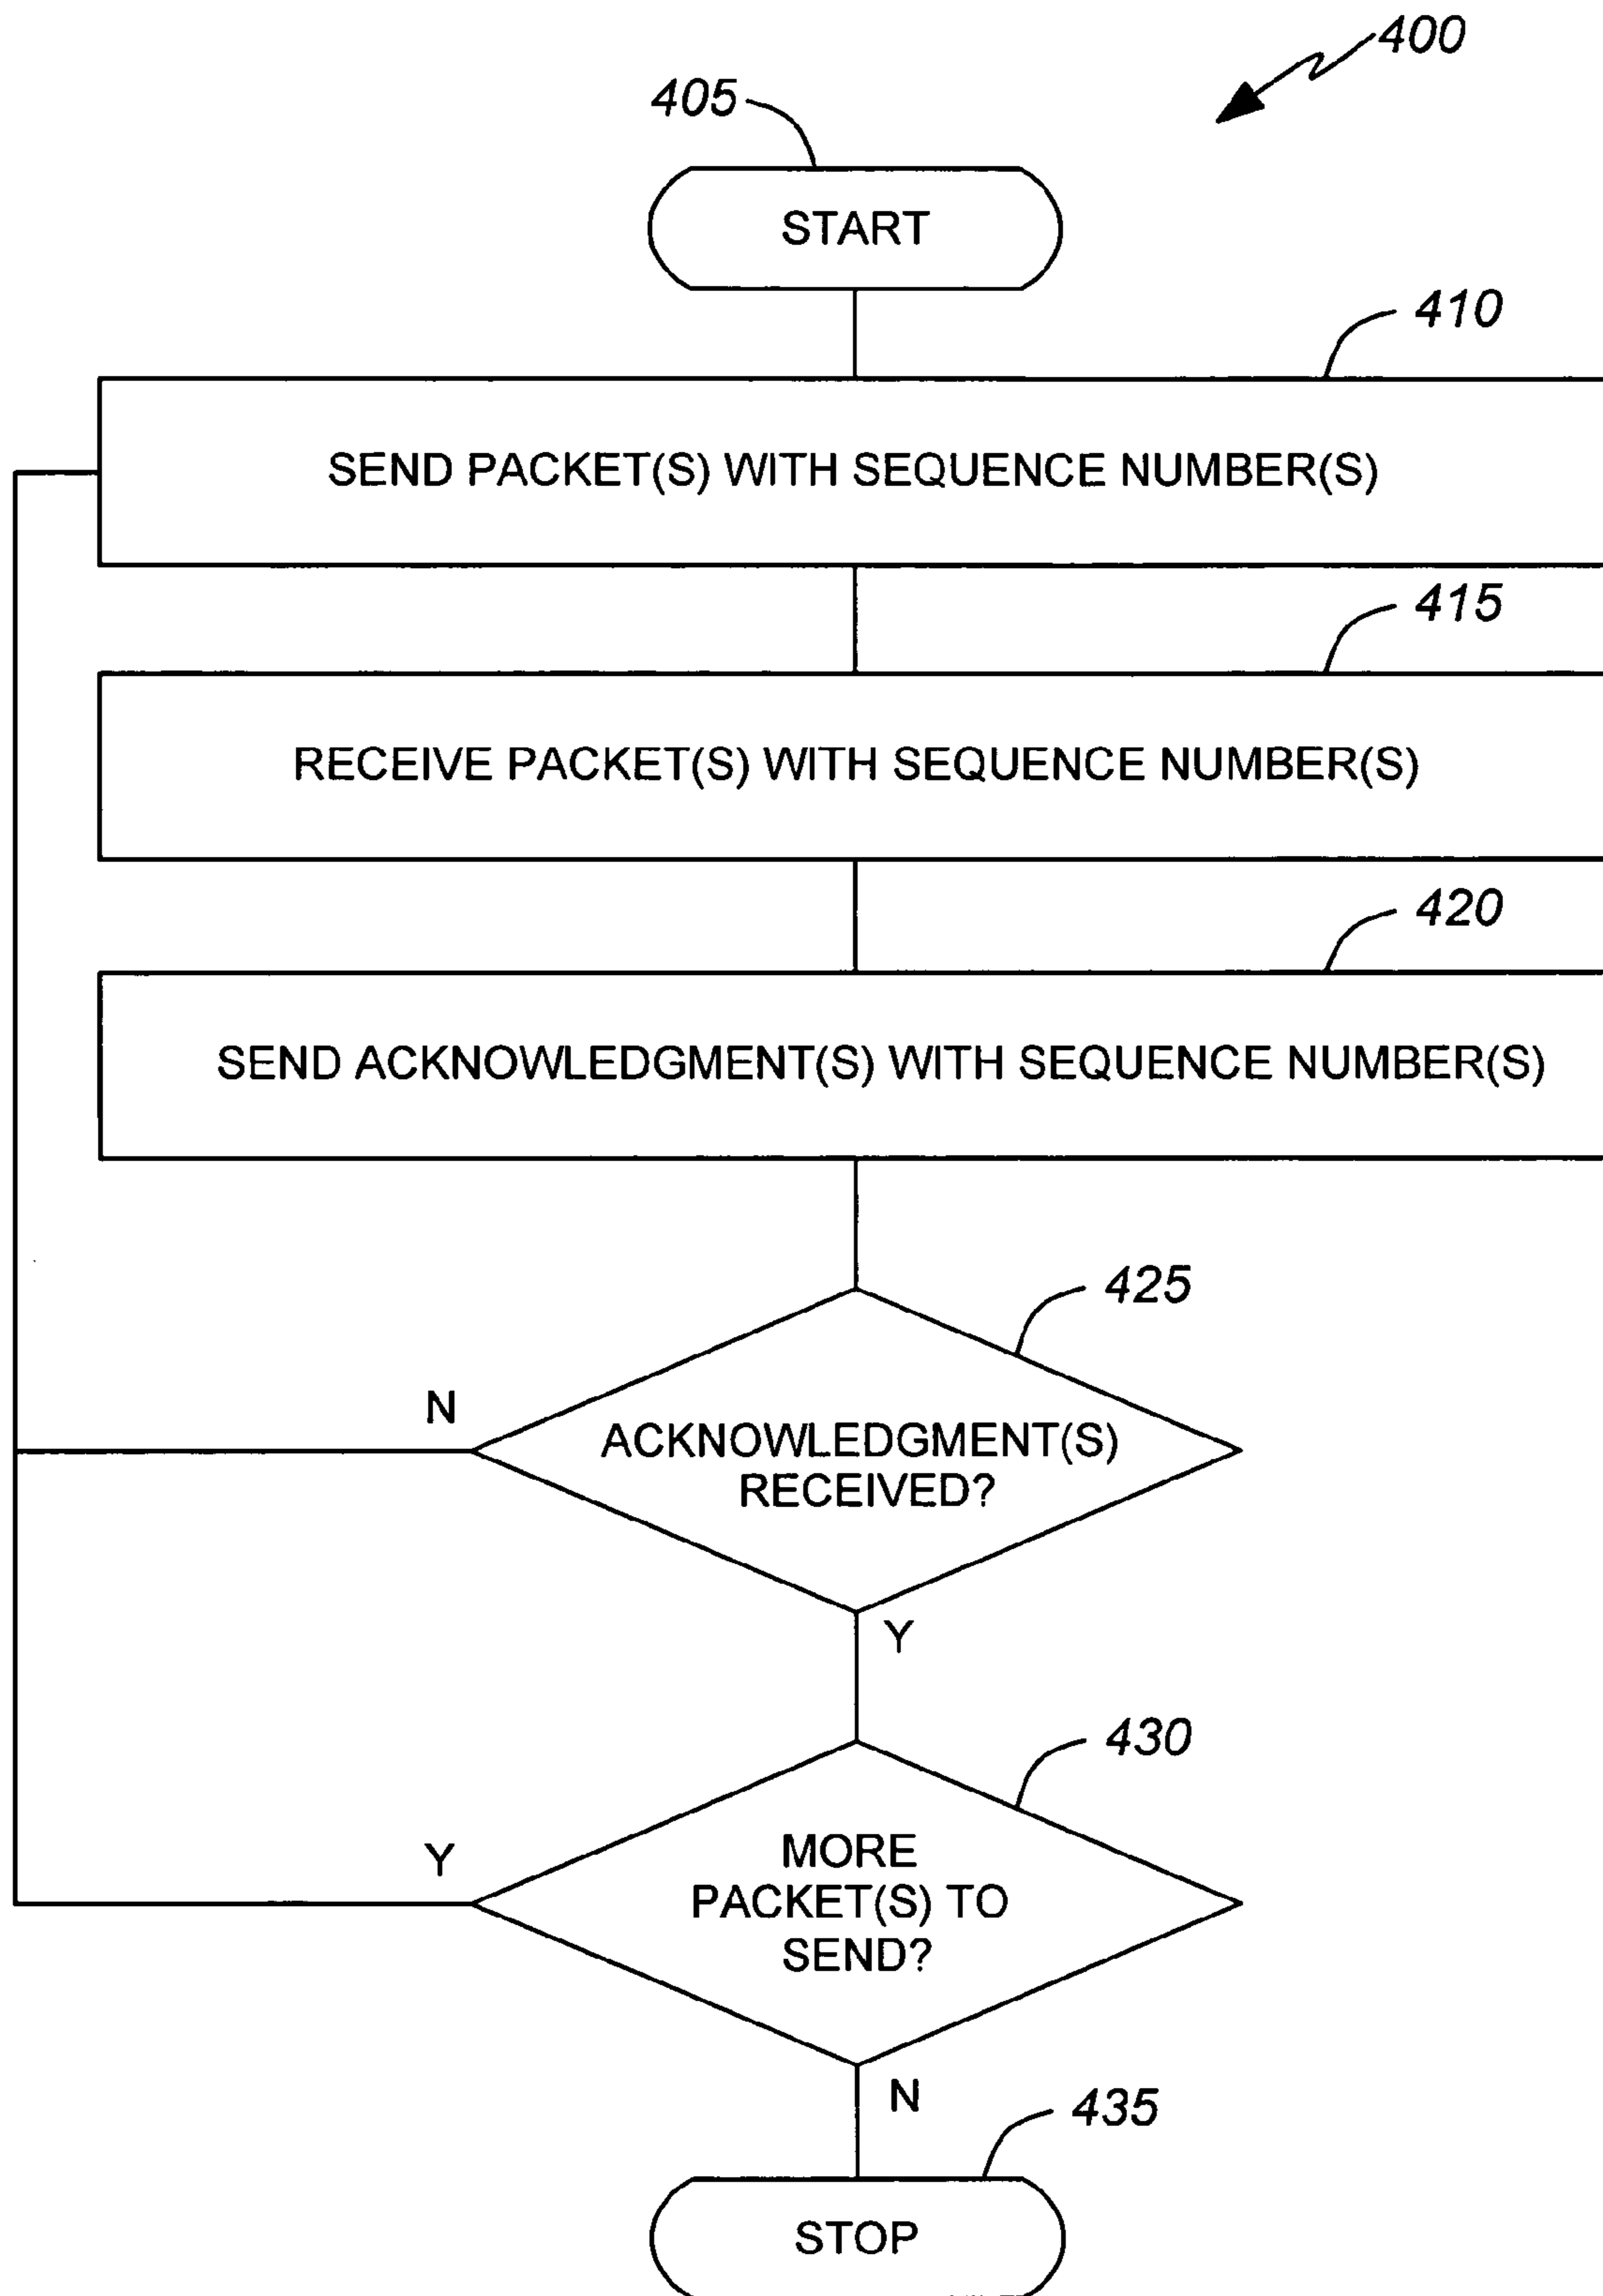 400
405
START
410
SEND PACKET(S) WITH SEQUENCE NUMBER(S)
415
RECEIVE PACKET(S) WITH SEQUENCE NUMBER(S)
420
SEND ACKNOWLEDGMENT(S) WITH SEQUENCE NUMBER(S)
425
N
ACKNOWLEDGMENT(S)
RECEIVED?
Y
430
Y
MORE
PACKET(S) TO
SEND?
N
435
STOP